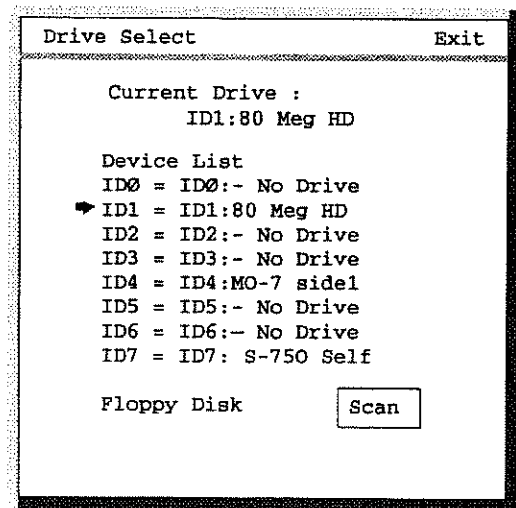 Drive Select Exit
Current Drive :
ID1:80 Meg HD
Device List
IDØ = IDØ:- No Drive
ID1 = ID1:80 Meg HD
ID2 = ID2:- No Drive
ID3 = ID3:- No Drive
ID4 = ID4:MO-7 side1
ID5 = ID5:- No Drive
ID6 = ID6:— No Drive
ID7 = ID7: S-750 Self
Floppy Disk Scan